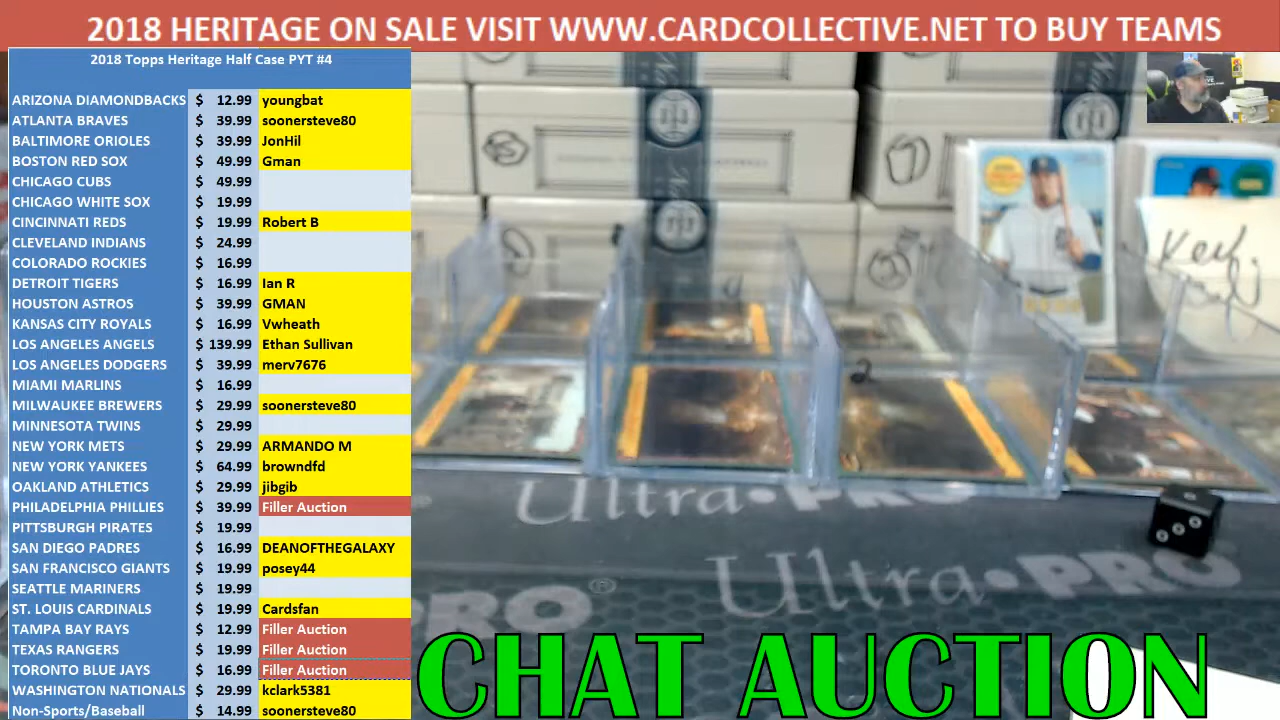 2018 HERITAGE ON SALE VISIT WWW.CARDCOLLECTIVE.NET TO BUY TEAMS
2018 Topps Heritage Half Case PYT #4
ARIZONA DIAMONDBACKS $ 12.99 youngbat
ATLANTA BRAVES $ 39.99 soonersteve80
BALTIMORE ORIOLES $ 39.99 JonHil
BOSTON RED SOX $ 49.99 Gman
CHICAGO CUBS $ 49.99
CHICAGO WHITE SOX $ 19.99
CINCINNATI REDS $ 19.99 Robert B
CLEVELAND INDIANS $ 24.99
COLORADO ROCKIES $ 16.99
DETROIT TIGERS $ 16.99 Ian R
HOUSTON ASTROS $ 39.99 GMAN
KANSAS CITY ROYALS $ 16.99 Vwheath
LOS ANGELES ANGELS $ 139.99 Ethan Sullivan
LOS ANGELES DODGERS $ 39.99 merv7676
MIAMI MARLINS $ 16.99
MILWAUKEE BREWERS $ 29.99 soonersteve80
MINNESOTA TWINS $ 29.99
NEW YORK METS $ 29.99 ARMANDO M
NEW YORK YANKEES $ 64.99 browndfd
OAKLAND ATHLETICS $ 29.99 jibgib
PHILADELPHIA PHILLIES $ 39.99 Filler Auction
PITTSBURGH PIRATES $ 19.99
SAN DIEGO PADRES $ 16.99 DEANOFTHEGALAXY
SAN FRANCISCO GIANTS $ 19.99 posey44
SEATTLE MARINERS $ 19.99
ST. LOUIS CARDINALS $ 19.99 Cardsfan
TAMPA BAY RAYS $ 12.99 Filler Auction
TEXAS RANGERS $ 19.99 Filler Auction
TORONTO BLUE JAYS $ 16.99 Filler Auction
WASHINGTON NATIONALS $ 29.99 kclark5381
Non-Sports/Baseball $ 14.99 soonersteve80
2
Ultra•PRO
Ultra•PRO
PRO®
CHAT AUCTION